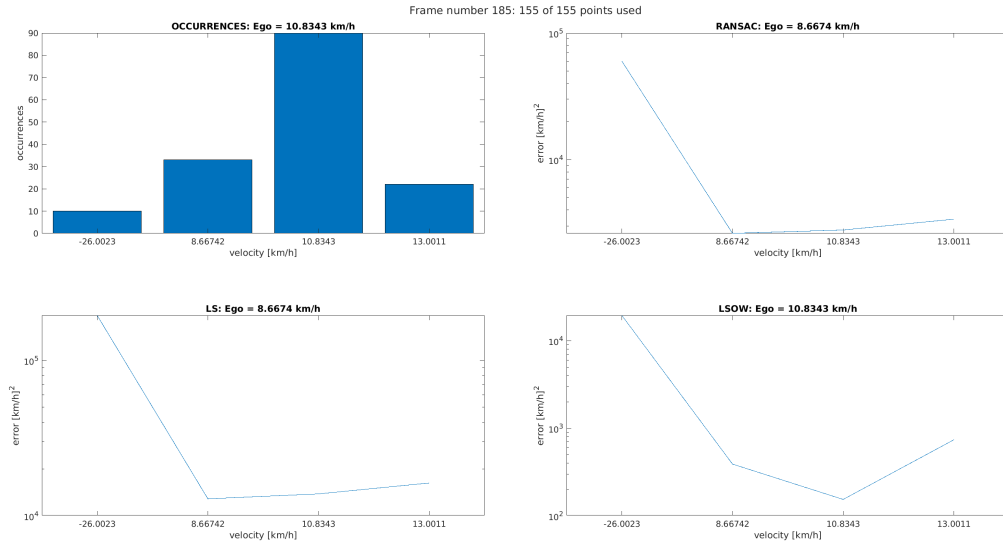 Frame number 185: 155 of 155 points used
OCCURRENCES: Ego = 10.8343 km/h
90
80
70
60
50
40
30
20
10
0
occurrences
-26.0023 8.66742 10.8343 13.0011
velocity [km/h]
RANSAC: Ego = 8.6674 km/h
10^5
10^4
error [km/h]^2
-26.0023 8.66742 10.8343 13.0011
velocity [km/h]
LS: Ego = 8.6674 km/h
10^5
10^4
error [km/h]^2
-26.0023 8.66742 10.8343 13.0011
velocity [km/h]
LSOW: Ego = 10.8343 km/h
10^4
10^3
10^2
error [km/h]^2
-26.0023 8.66742 10.8343 13.0011
velocity [km/h]